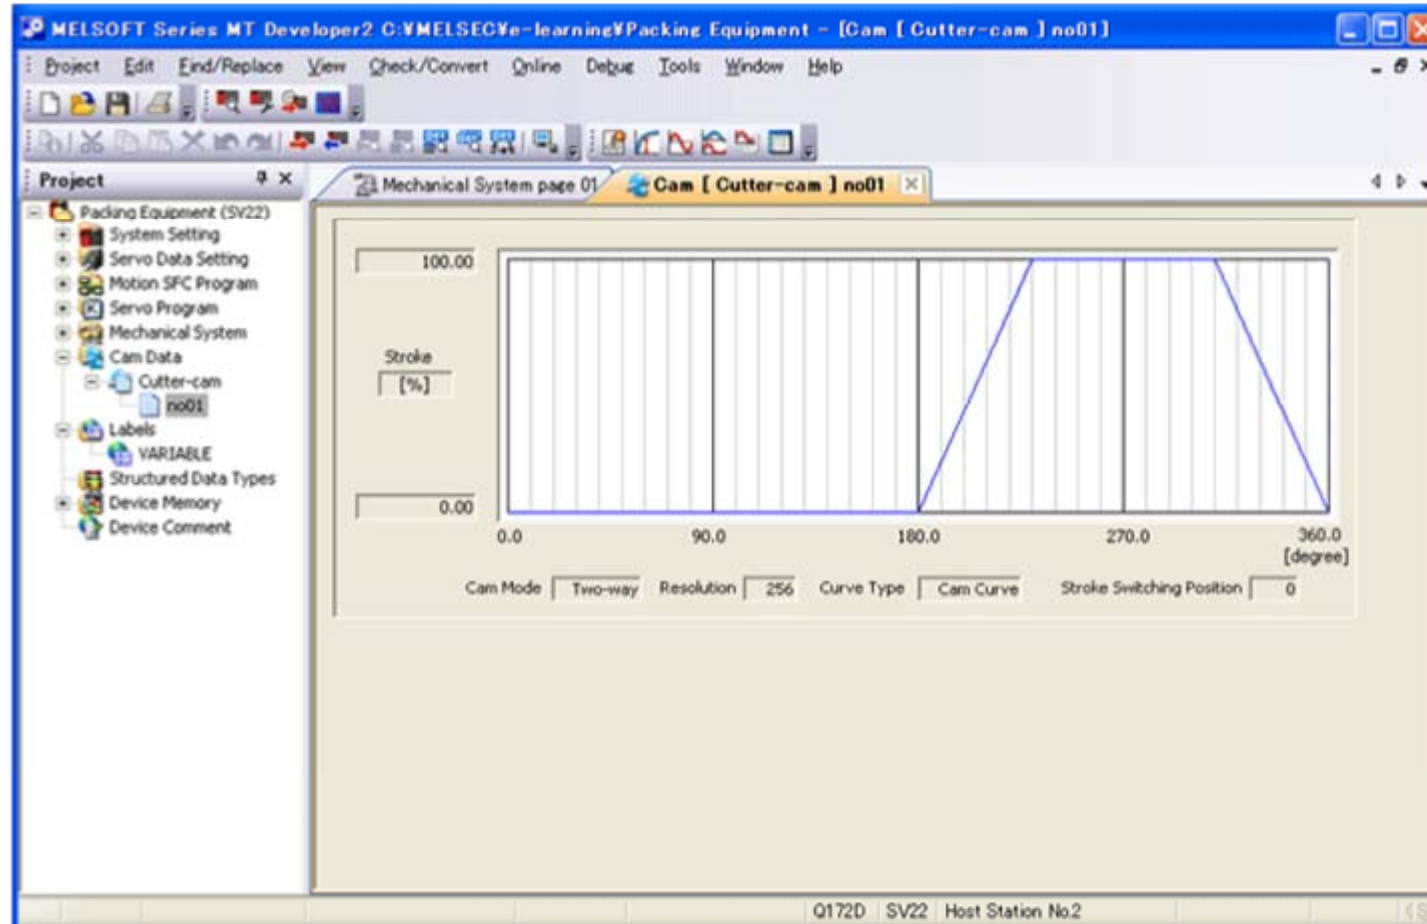 MELSOFT Series MT Developer2 C:¥MELSEC¥e-learning¥Packing Equipment - [Cam [ Cutter-cam ] no01]
Project Edit Find/Replace View Check/Convert Online Debug Tools Window Help
Project
Mechanical System page 01
Cam [ Cutter-cam ] no01
Packing Equipment (SV22)
System Setting
Servo Data Setting
Motion SFC Program
Servo Program
Mechanical System
Cam Data
Cutter-cam
no01
Labels
VARIABLE
Structured Data Types
Device Memory
Device Comment
100.00
Stroke
[%]
0.00
0.0 90.0 180.0 270.0 360.0
[degree]
Cam Mode Two-way Resolution 256 Curve Type Cam Curve Stroke Switching Position 0
Q172D SV22 Host Station No.2